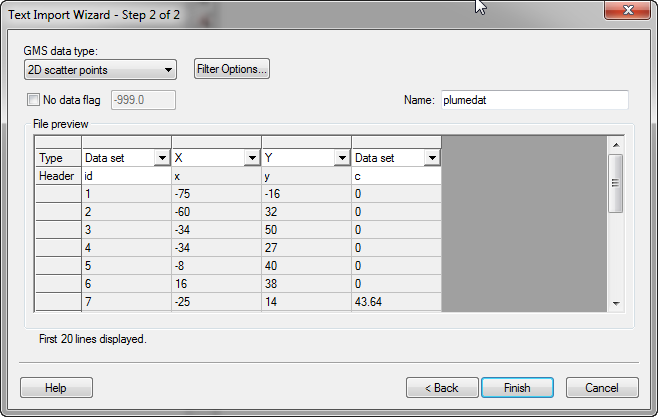 Text Import Wizard - Step 2 of 2
GMS data type:
2D scatter points Filter Options...
No data flag -999.0 Name: plumedat
File preview
Type Data set X Y Data set
Header id x y c
1 -75 -16 0
2 -60 32 0
3 -34 50 0
4 -34 27 0
5 -8 40 0
6 16 38 0
7 -25 14 43.64
First 20 lines displayed.
Help < Back Finish Cancel